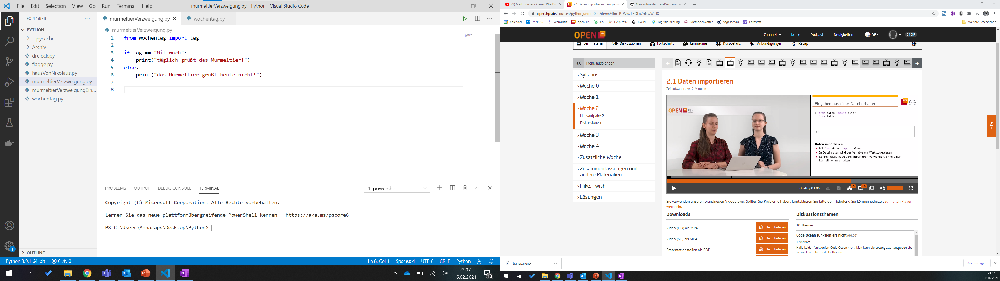 File Edit Selection View Go Run Terminal Help
murmeltierVerzweigung.py - Python - Visual Studio Code
EXPLORER
PYTHON
__pycache__
Archiv
dreieck.py
flagge.py
hausVonNikolaus.py
murmeltierVerzweigung.py
murmeltierVerzweigungEin...
wochentag.py
OUTLINE
murmeltierVerzweigung.py
wochentag.py
murmeltierVerzweigung.py
1 from wochentag import tag
2
3 if tag == "Mittwoch":
4 print("täglich grüßt das Murmeltier!")
5 else:
6 print("das Murmeltier grüßt heute nicht!")
7
8
PROBLEMS OUTPUT DEBUG CONSOLE TERMINAL
1: powershell
Copyright (C) Microsoft Corporation. Alle Rechte vorbehalten.
Lernen Sie das neue plattformübergreifende PowerShell kennen – https://aka.ms/pscore6
PS C:\Users\AnnaJaps\Desktop\Python>
1
Python 3.9.1 64-bit 0 0
Ln 8, Col 1 Spaces: 4 UTF-8 CRLF Python
23:07
16.02.2021
18
(2) Mark Forster - Genau Wie Du
2.1 Daten importieren | Program
Nassi-Shneiderman-Diagramm –
open.hpi.de/courses/pythonjunior2020/items/4lmTPTWwzLBOLa7nNwWdJ8
Kalender MYNAS WebUntis openHPI CS HelpDesk BWINF Digitale Bildung Methodenkoffer tagesschau Lernstatt
Weitere Lesezeichen
OPEN HPI
Channels Kurse Podcast Neuigkeiten DE 54 XP
Lernmaterial Diskussionen Fortschritt Lernräume Kursdetails Ankündigungen Recap
Menü ausblenden
Syllabus
Woche 0
Woche 1
Woche 2
Hausaufgabe 2
Diskussionen
Woche 3
Woche 4
Zusätzliche Woche
Zusammenfassungen und
andere Materialien
I like, I wish
Lösungen
2.1 Daten importieren
Zeitaufwand: etwa 2 Minuten
OPEN HPI
Eingaben aus einer Datei erhalten
HPI Hasso
Plattner
Institut
1 from daten import alter
2 print(alter)
13
Daten importieren
Mit from daten import alter
In Datei daten wird der Variable ein Wert zugewiesen
Können diese nach dem importieren verwenden, ohne einen
NameError zu erhalten
00:48 / 01:06
Hilfe
Sie verwenden unseren brandneuen Videoplayer. Sollten Sie Probleme haben, kontaktieren Sie bitte den Helpdesk. Sie können jederzeit zum alten Player
wechseln.
Downloads
Video (HD) als MP4 Herunterladen
Video (SD) als MP4 Herunterladen
Präsentationsfolien als PDF Herunterladen
Diskussionsthemen
10 Themen
Code Ocean funktioniert nicht (00:00)
1 Antwort
Hallo Leider funktioniert Code Ocean nicht. Man kann die Lösung zwar ausgeben aber
sie wird nicht beurteilt. lg Thomas
transparent-
Alle anzeigen
23:07
16.02.2021